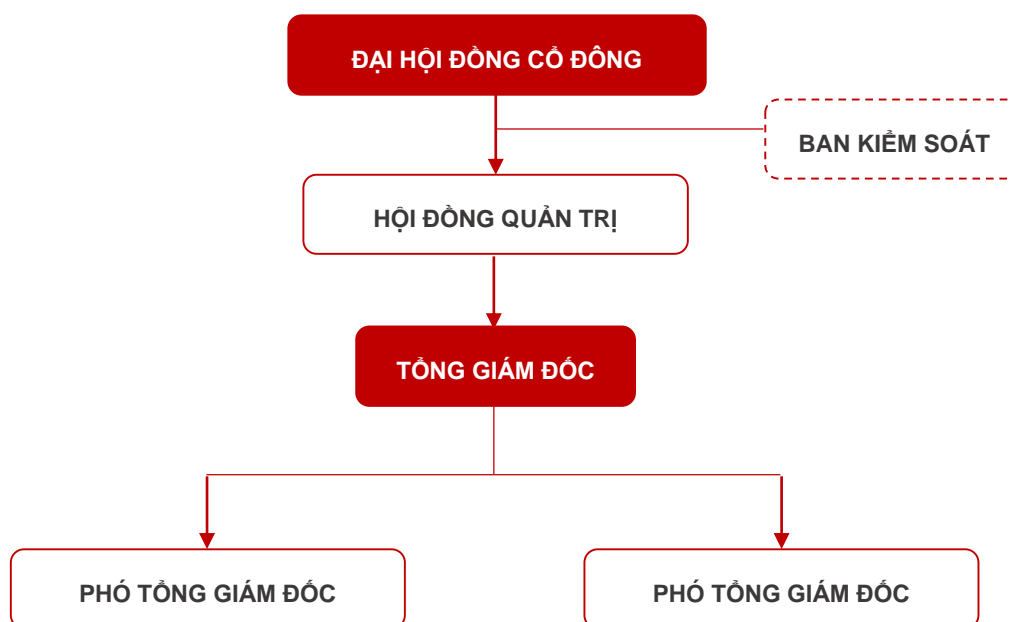 ĐẠI HỘI ĐỒNG CỔ ĐÔNG
BAN KIỂM SOÁT
HỘI ĐỒNG QUẢN TRỊ
TỔNG GIÁM ĐỐC
PHÓ TỔNG GIÁM ĐỐC
PHÓ TỔNG GIÁM ĐỐC